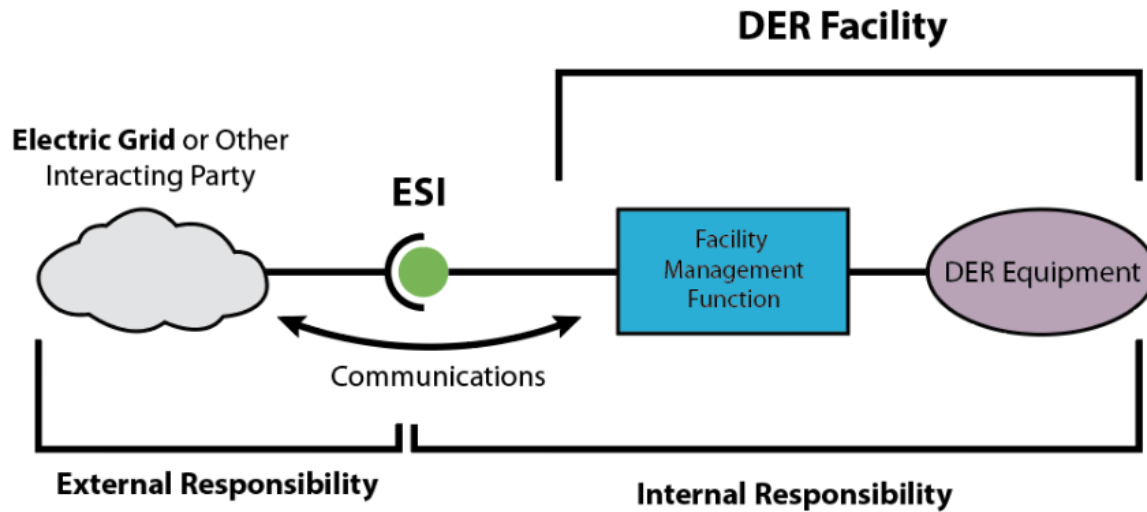 DER Facility
Electric Grid or Other
Interacting Party
ESI
Facility
Management
Function
DER Equipment
Communications
External Responsibility
Internal Responsibility